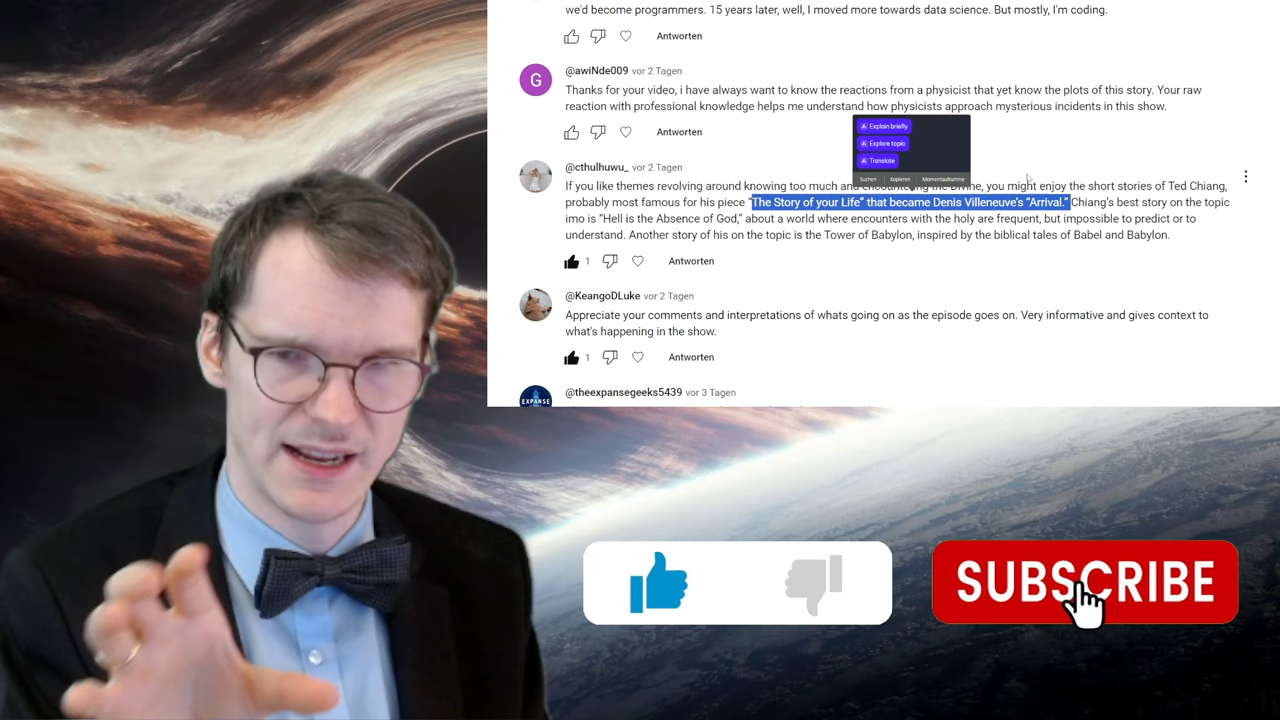 we'd become programmers. 15 years later, well, I moved more towards data science. But mostly, I'm coding.
Antworten
G
@awiNde009 vor 2 Tagen
Thanks for your video, i have always want to know the reactions from a physicist that yet know the plots of this story. Your raw
reaction with professional knowledge helps me understand how physicists approach mysterious incidents in this show.
Antworten
Explain briefly
Explore topic
Translate
Suchen Kopieren Momentaufnahme
@cthulhuwu_ vor 2 Tagen
If you like themes revolving around knowing too much and encountering the Divine, you might enjoy the short stories of Ted Chiang,
probably most famous for his piece “The Story of your Life” that became Denis Villeneuve’s “Arrival.” Chiang’s best story on the topic
imo is “Hell is the Absence of God,” about a world where encounters with the holy are frequent, but impossible to predict or to
understand. Another story of his on the topic is the Tower of Babylon, inspired by the biblical tales of Babel and Babylon.
1 Antworten
@KeangoDLuke vor 2 Tagen
Appreciate your comments and interpretations of whats going on as the episode goes on. Very informative and gives context to
what's happening in the show.
1 Antworten
@theexpansegeeks5439 vor 3 Tagen
EXPANSE
SUBSCRIBE